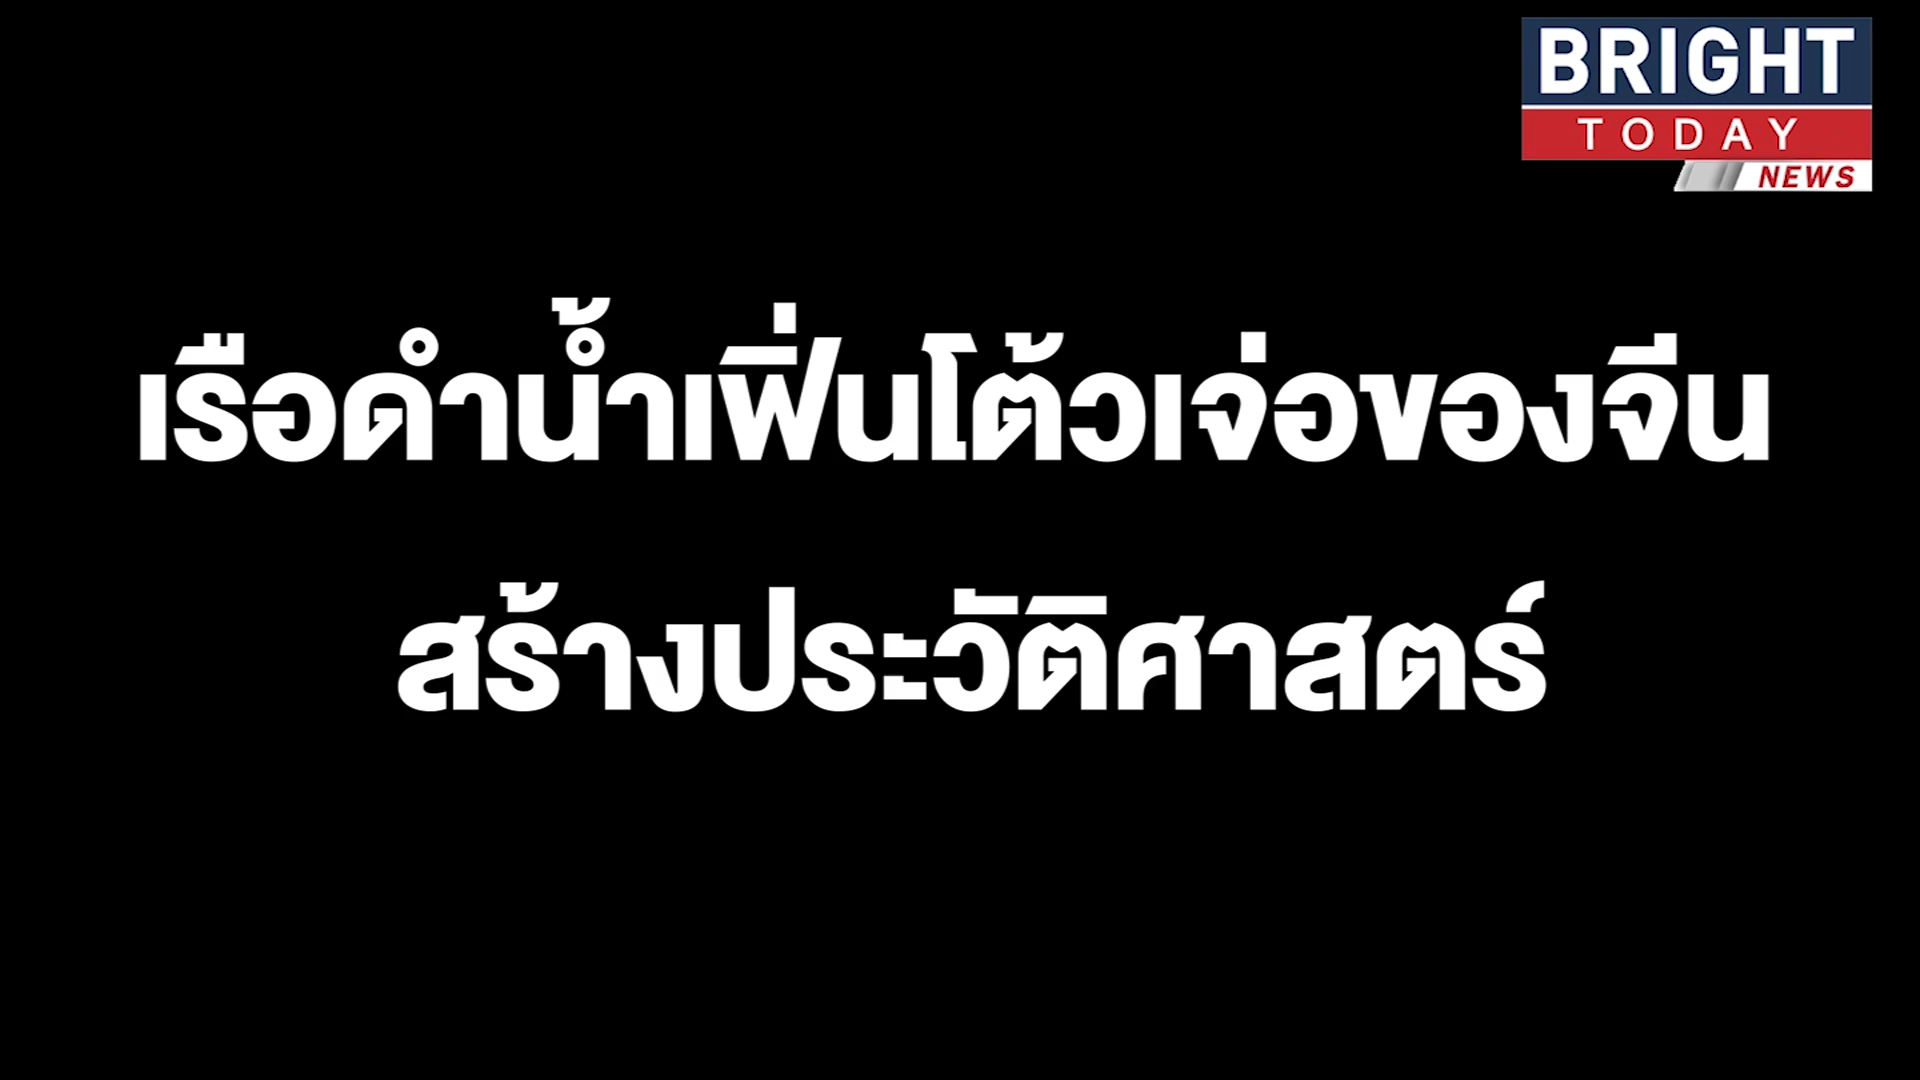 BRIGHT
TODAY
NEWS
เรือดำน้ำเฟิ่นโต้วเจ่อของจีน
สร้างประวัติศาสตร์